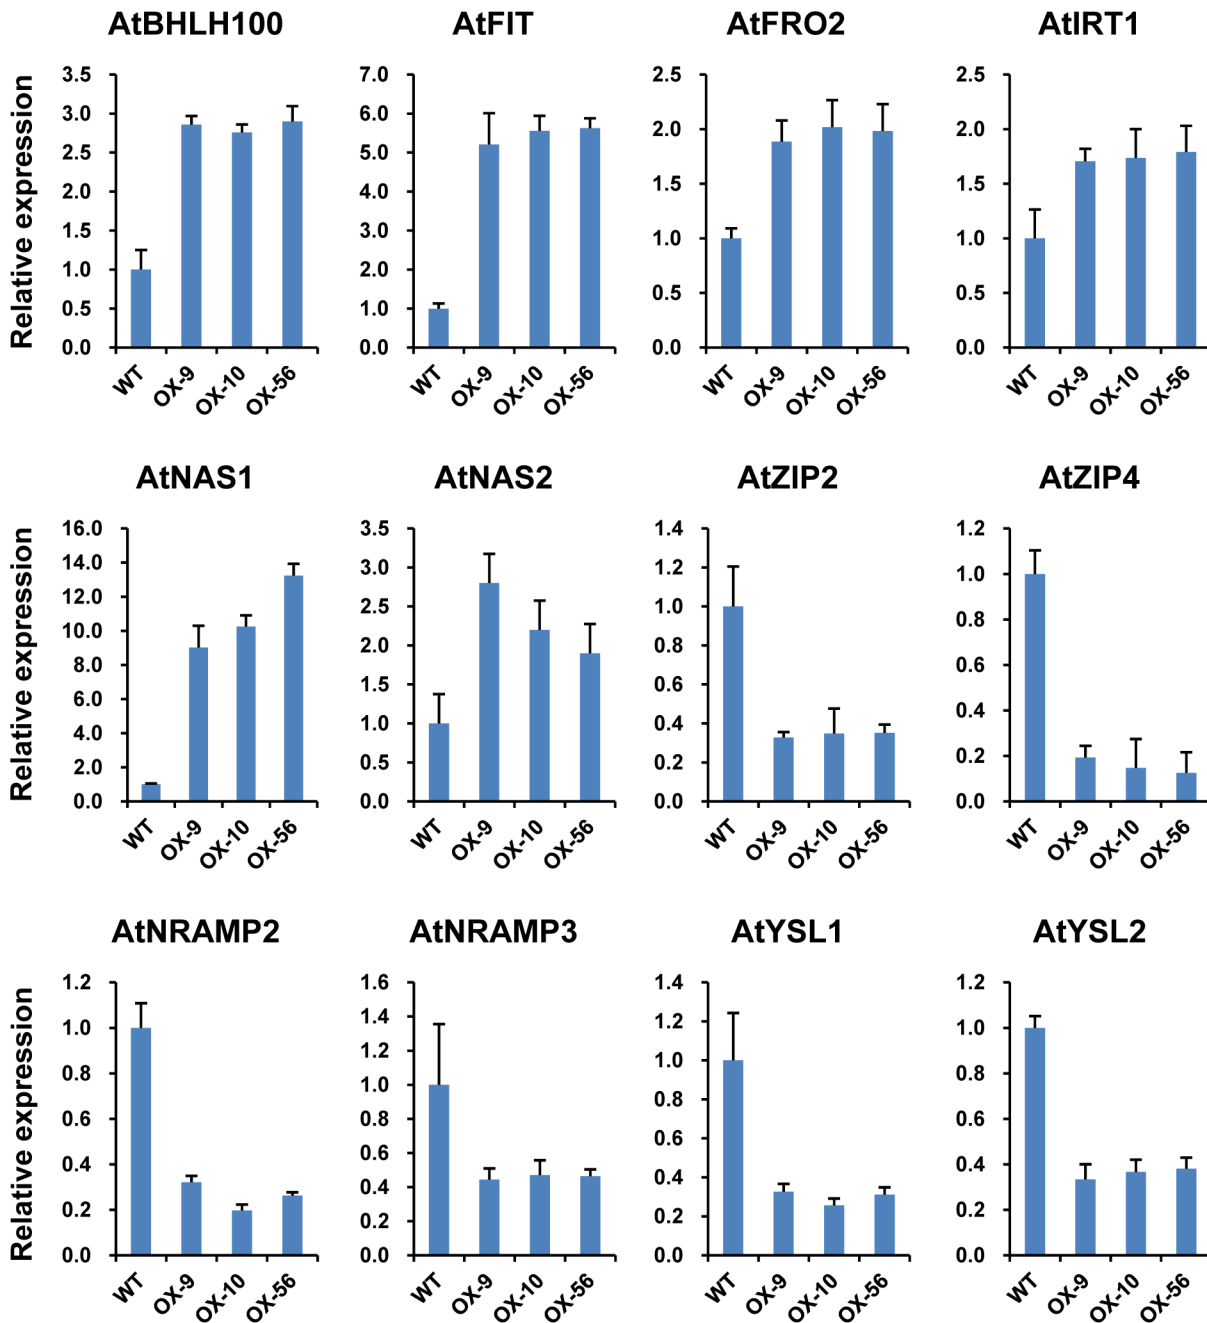 AtBHLH100 AtFIT AtFRO2 AtIRT1
Relative expression
3.5 3.0 2.5 2.0 1.5 1.0 0.5 0.0
WT OX-9 OX-10 OX-56
7.0 6.0 5.0 4.0 3.0 2.0 1.0 0.0
WT OX-9 OX-10 OX-56
2.5 2.0 1.5 1.0 0.5 0.0
WT OX-9 OX-10 OX-56
2.5 2.0 1.5 1.0 0.5 0.0
WT OX-9 OX-10 OX-56
AtNAS1 AtNAS2 AtZIP2 AtZIP4
Relative expression
16.0 14.0 12.0 10.0 8.0 6.0 4.0 2.0 0.0
WT OX-9 OX-10 OX-56
3.5 3.0 2.5 2.0 1.5 1.0 0.5 0.0
WT OX-9 OX-10 OX-56
1.4 1.2 1.0 0.8 0.6 0.4 0.2 0.0
WT OX-9 OX-10 OX-56
1.2 1.0 0.8 0.6 0.4 0.2 0.0
WT OX-9 OX-10 OX-56
AtNRAMP2 AtNRAMP3 AtYSL1 AtYSL2
Relative expression
1.2 1.0 0.8 0.6 0.4 0.2 0.0
WT OX-9 OX-10 OX-56
1.6 1.4 1.2 1.0 0.8 0.6 0.4 0.2 0.0
WT OX-9 OX-10 OX-56
1.4 1.2 1.0 0.8 0.6 0.4 0.2 0.0
WT OX-9 OX-10 OX-56
1.2 1.0 0.8 0.6 0.4 0.2 0.0
WT OX-9 OX-10 OX-56